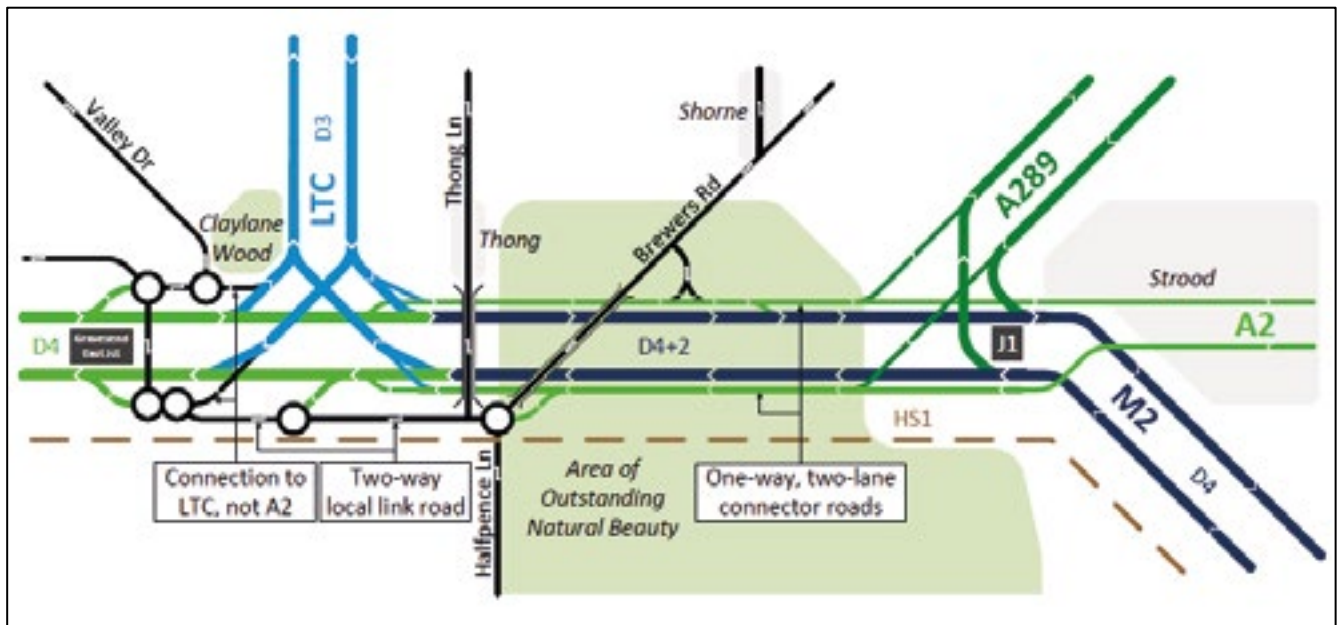 Valley Dr
D3
LTC
Claylane
Wood
Thong Ln
Thong
Shorne
Brewers Rd
A289
Strood
A2
D4
D4+2
J1
M2
D4
HS1
Connection to
LTC, not A2
Two-way
local link road
Halfpence Ln
Area of
Outstanding
Natural Beauty
One-way, two-lane
connector roads